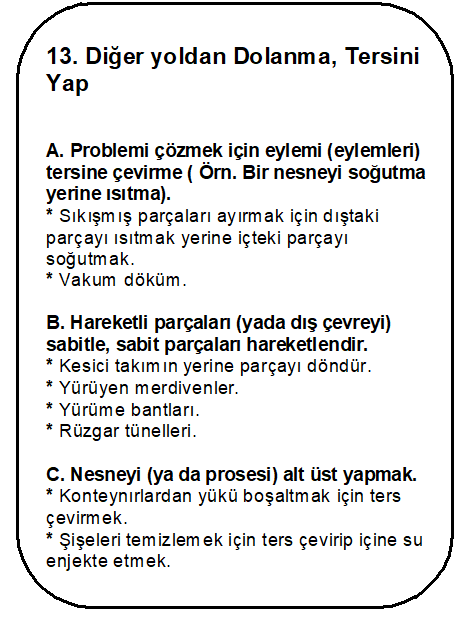 13. Diğer yoldan Dolanma, Tersini
Yap
A. Problemi çözmek için eylemi (eylemleri)
tersine çevirme ( Örn. Bir nesneyi soğutma
yerine ısıtma).
* Sıkışmış parçaları ayırmak için dıştaki
parçayı ısıtmak yerine içteki parçayı
soğutmak.
* Vakum döküm.
B. Hareketli parçaları (yada dış çevreyi)
sabitle, sabit parçaları hareketlendir.
* Kesici takımın yerine parçayı döndür.
* Yürüyen merdivenler.
* Yürüme bantları.
* Rüzgar tünelleri.
C. Nesneyi (ya da prosesi) alt üst yapmak.
* Konteynırlardan yükü boşaltmak için ters
çevirmek.
* Şişeleri temizlemek için ters çevirip içine su
enjekte etmek.